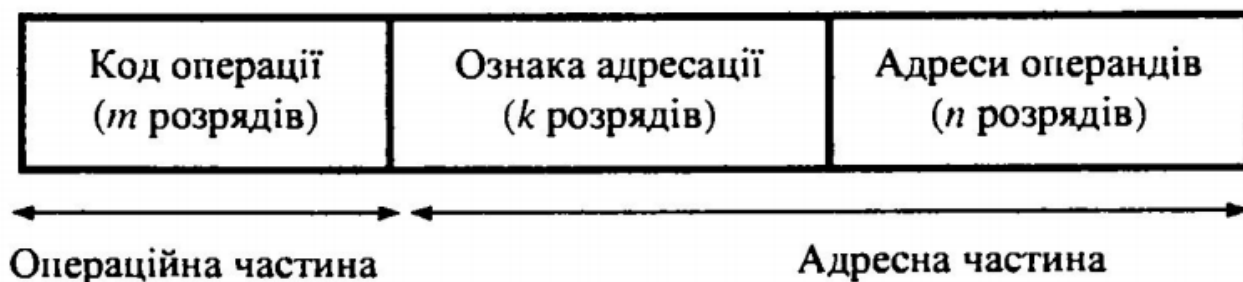 Код операції
(m розрядів)
Ознака адресації
(k розрядів)
Адреси операндів
(n розрядів)
Операційна частина
Адресна частина